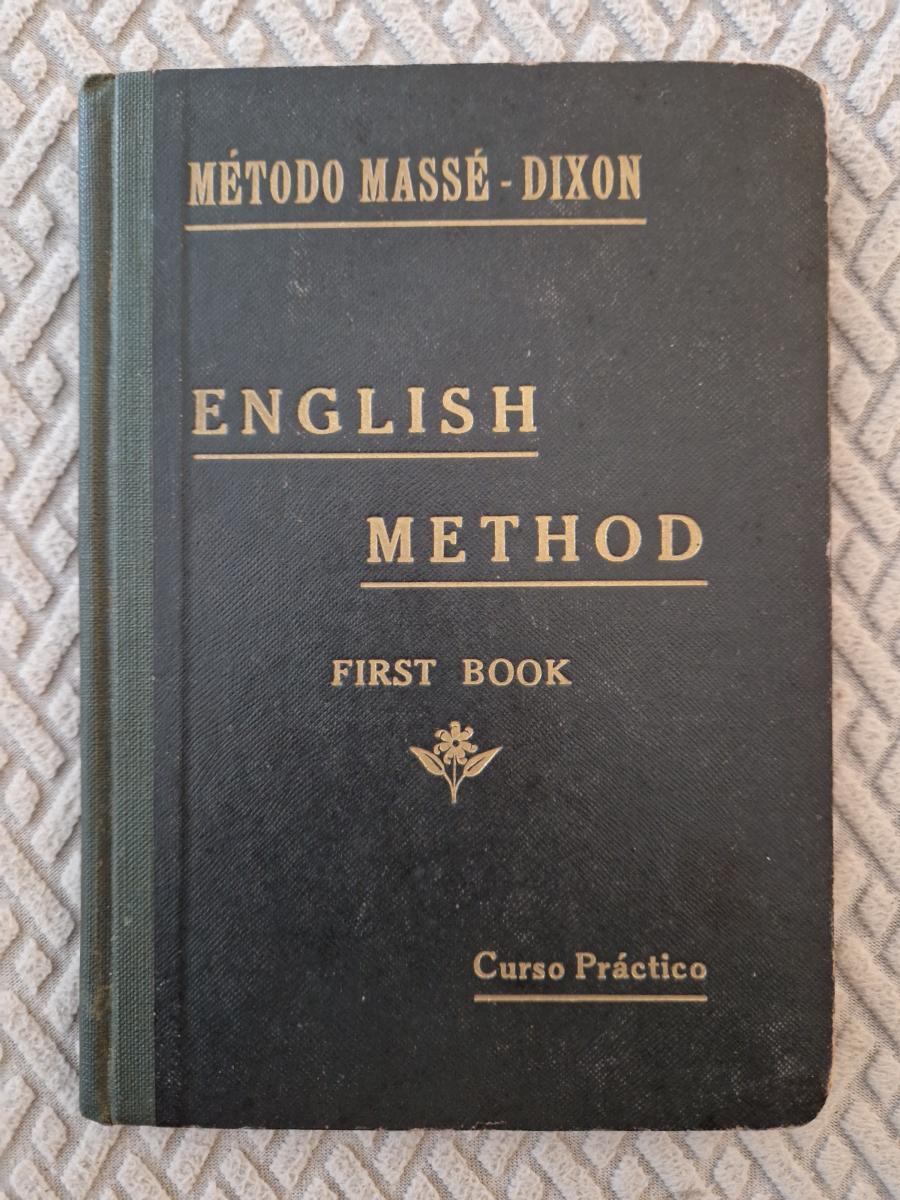 MÉTODO MASSÉ - DIXON
ENGLISH
METHOD
FIRST BOOK
Curso Práctico